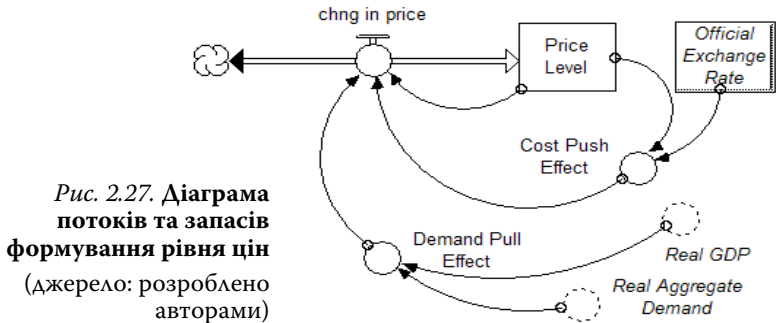 chng in price
Price
Level
Official
Exchange
Rate
Cost Push
Effect
Demand Pull
Effect
Real GDP
Real Aggregate
Demand
Рис. 2.27. Діаграма
потоків та запасів
формування рівня цін
(джерело: розроблено
авторами)